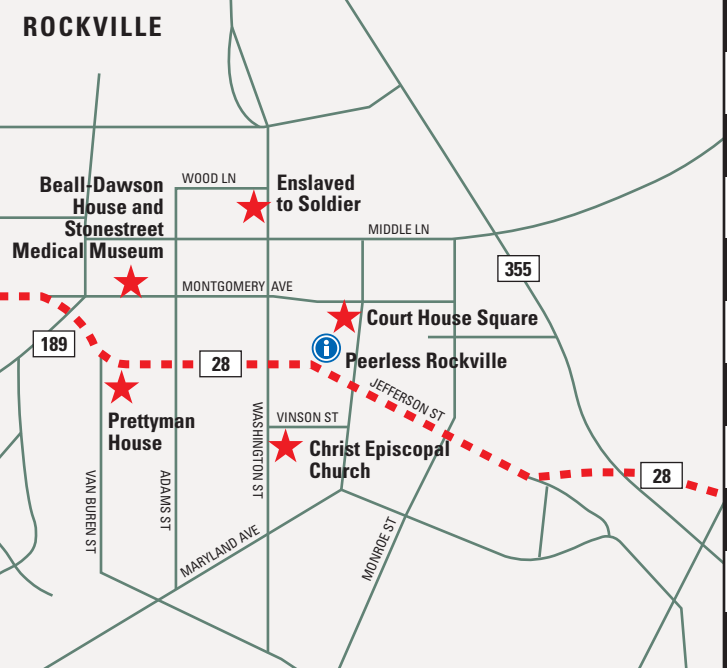 ROCKVILLE
WOOD LN
Beall-Dawson
House and
Stonestreet
Medical Museum
Enslaved
to Soldier
MIDDLE LN
355
MONTGOMERY AVE
Court House Square
189
i
Peerless Rockville
28
JEFFERSON ST
Prettyman
House
WASHINGTON ST
VINSON ST
Christ Episcopal
Church
28
VAN BUREN ST
ADAMS ST
MARYLAND AVE
MONROE ST